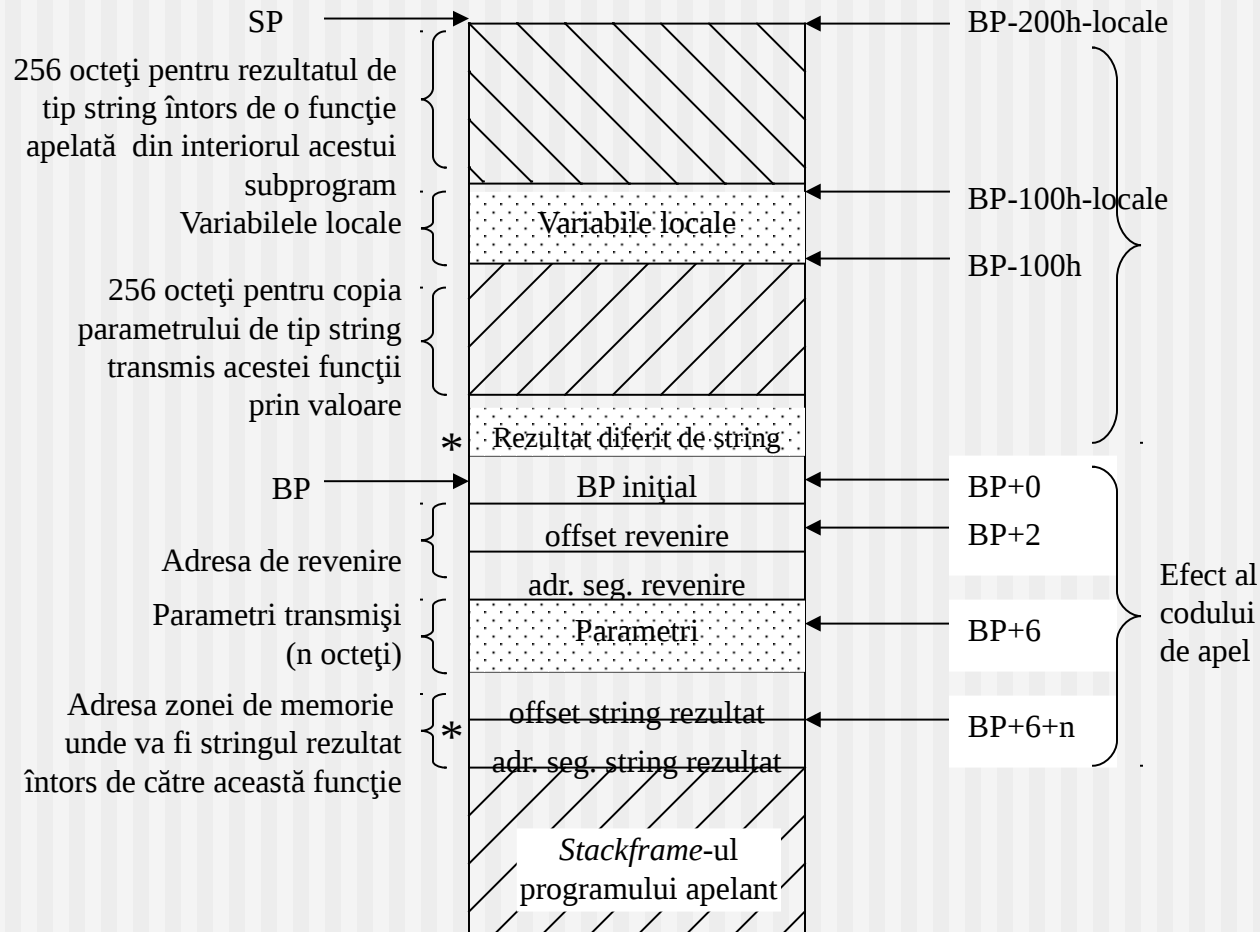 SP
256 octeţi pentru rezultatul de
tip string întors de o funcţie
apelată din interiorul acestui
subprogram
Variabilele locale
256 octeţi pentru copia
parametrului de tip string
transmis acestei funcţii
prin valoare
*
BP
Adresa de revenire
Parametri transmişi
(n octeţi)
Adresa zonei de memorie
unde va fi stringul rezultat
întors de către această funcţie
*
Variabile locale
Rezultat diferit de string
BP iniţial
offset revenire
adr. seg. revenire
Parametri
offset string rezultat
adr. seg. string rezultat
Stackframe-ul
programului apelant
BP-200h-locale
BP-100h-locale
BP-100h
BP+0
BP+2
BP+6
BP+6+n
Efect al
codului
de apel